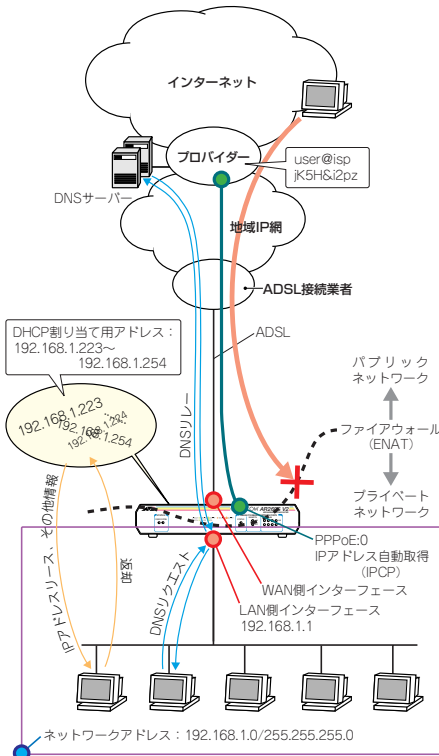 インターネット
プロバイダー
user@isp
jK5H&i2pz
DNSサーバー
地域IP網
ADSL接続業者
ADSL
DHCP割り当て用アドレス：
192.168.1.223〜
192.168.1.254
パブリック
ネットワーク
192.168.1.223
192.168.1.224
192.168.1.254
DNSリレー
ファイアウォール
(ENAT)
プライベート
ネットワーク
IPアドレスリース、その他情報
返却
DNSリクエスト
PPPoE:0
IPアドレス自動取得
(IPCP)
WAN側インターフェース
LAN側インターフェース
192.168.1.1
ネットワークアドレス：192.168.1.0/255.255.255.0